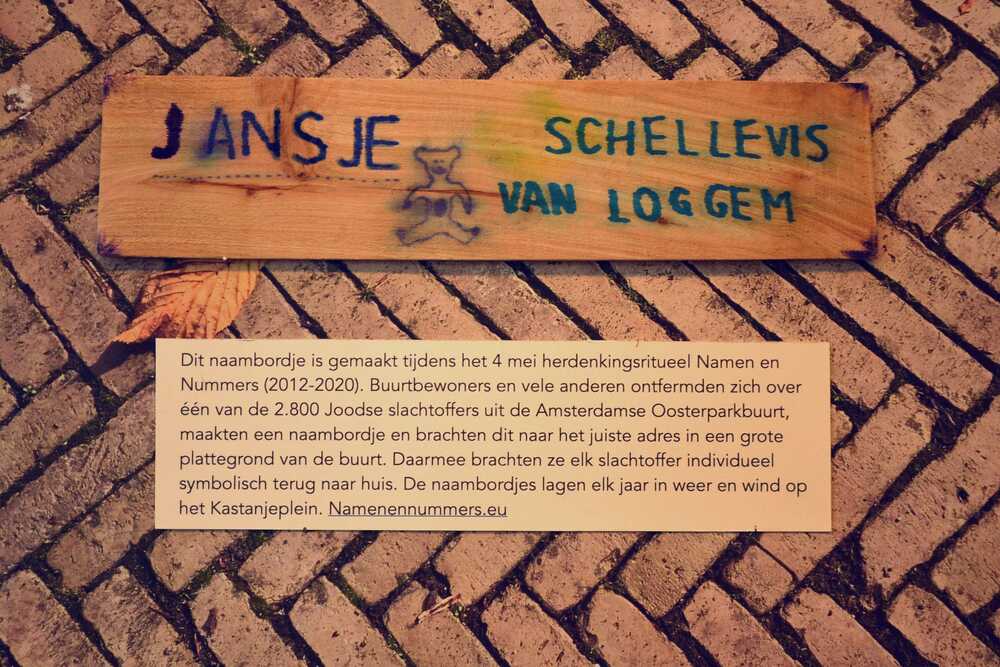 JANSJE SCHELLEVIS
VAN LOGGEM
Dit naambordje is gemaakt tijdens het 4 mei herdenkingsritueel Namen en
Nummers (2012-2020). Buurtbewoners en vele anderen ontfermden zich over
één van de 2.800 Joodse slachtoffers uit de Amsterdamse Oosterparkbuurt,
maakten een naambordje en brachten dit naar het juiste adres in een grote
plattegrond van de buurt. Daarmee brachten ze elk slachtoffer individueel
symbolisch terug naar huis. De naambordjes lagen elk jaar in weer en wind op
het Kastanjeplein. Namenennummers.eu